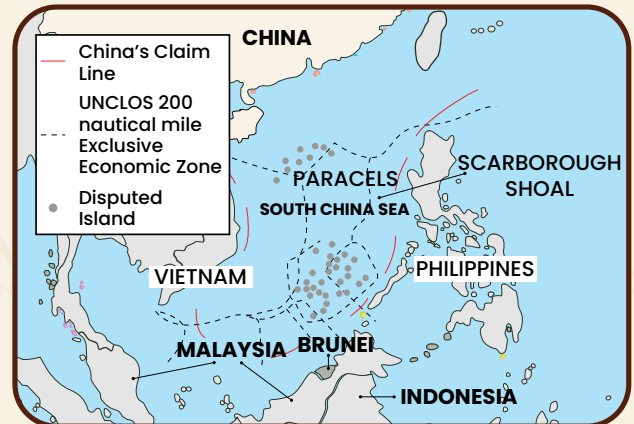 CHINA
China's Claim
Line
UNCLOS 200
nautical mile
Exclusive
Economic Zone
Disputed
Island
PARACELS
SCARBOROUGH
SHOAL
SOUTH CHINA SEA
VIETNAM
PHILIPPINES
MALAYSIA
BRUNEI
INDONESIA